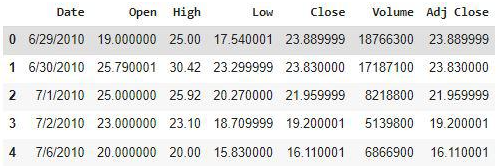 Date Open High Low Close Volume Adj Close
0 6/29/2010 19.000000 25.00 17.540001 23.889999 18766300 23.889999
1 6/30/2010 25.790001 30.42 23.299999 23.830000 17187100 23.830000
2 7/1/2010 25.000000 25.92 20.270000 21.959999 8218800 21.959999
3 7/2/2010 23.000000 23.10 18.709999 19.200001 5139800 19.200001
4 7/6/2010 20.000000 20.00 15.830000 16.110001 6866900 16.110001